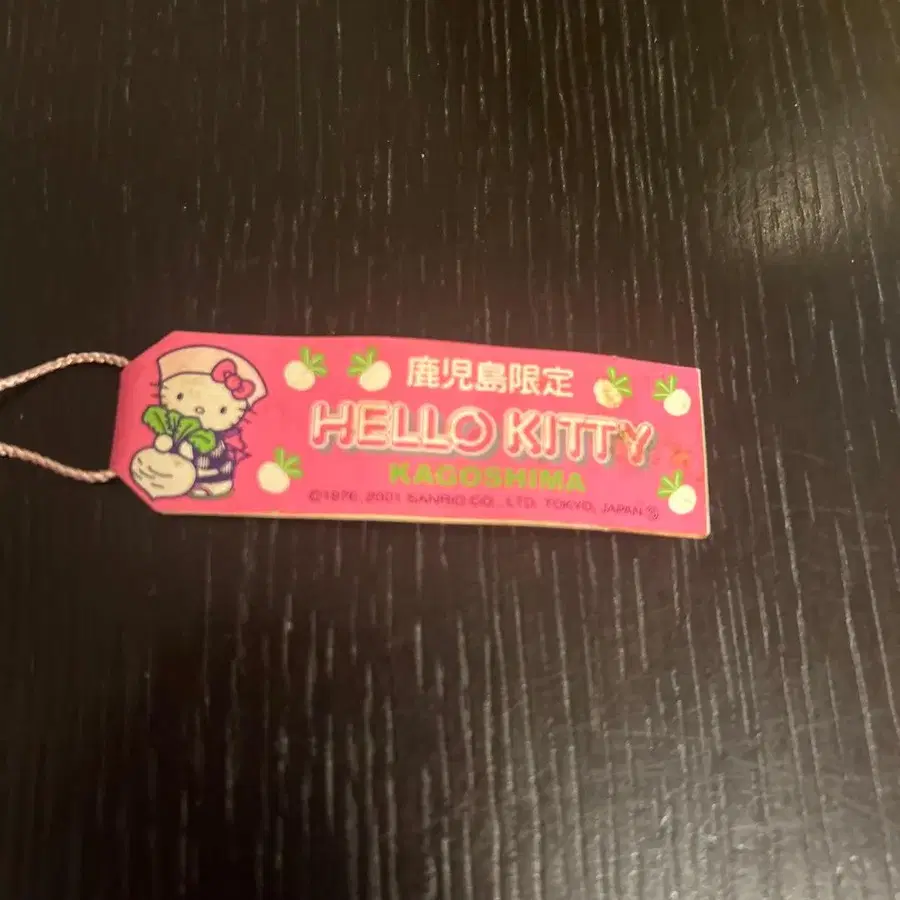 鹿児島限定
HELLO KITTY
KAGOSHIMA
©1976, 2001 SANRIO CO., LTD. TOKYO, JAPAN